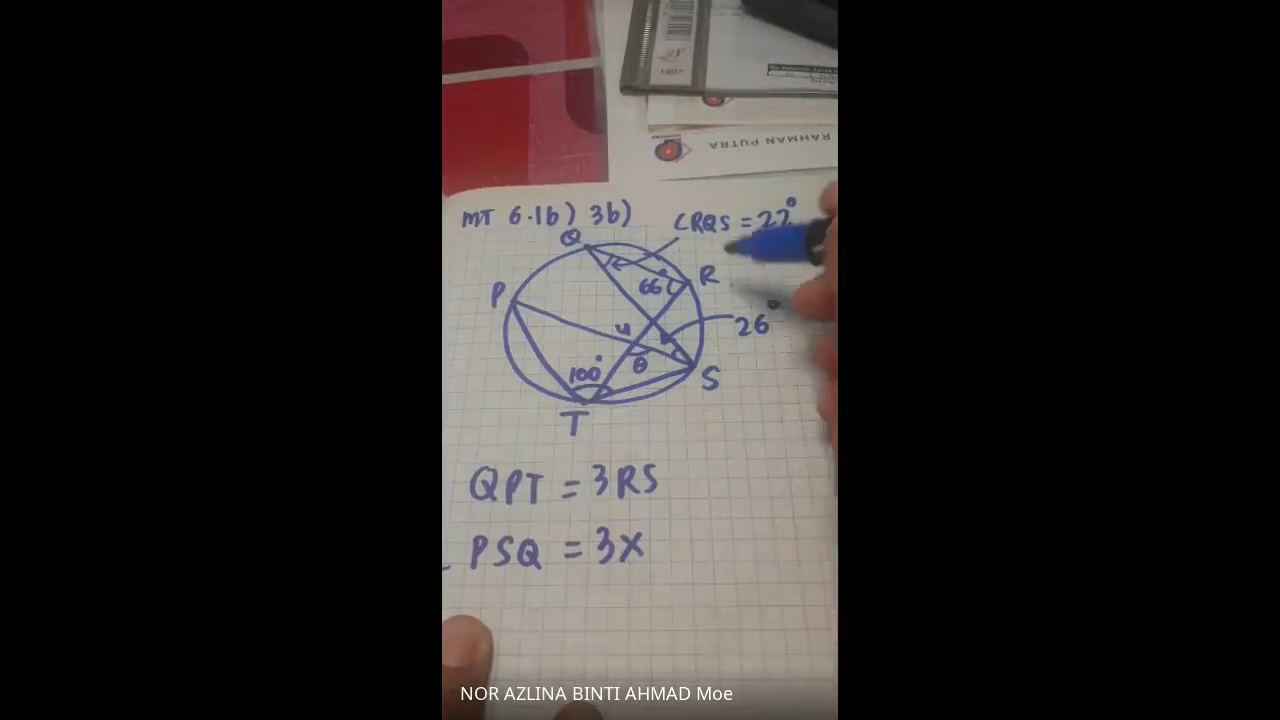 RAHMAN PUTRA
MT 6.1b) 3b)
∠RQS = 22°
Q
R
P
66°
26°
100°
θ
S
T
QPT = 3RS
PSQ = 3x
NOR AZLINA BINTI AHMAD Moe